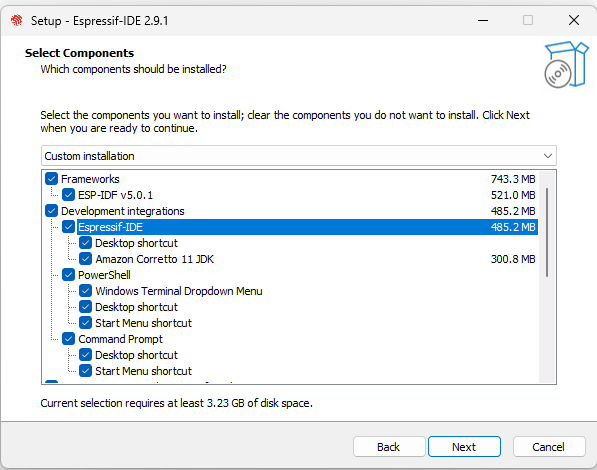 Setup - Espressif-IDE 2.9.1
Select Components
Which components should be installed?
Select the components you want to install; clear the components you do not want to install. Click Next
when you are ready to continue.
Custom installation
Frameworks 743.3 MB
ESP-IDF v5.0.1 521.0 MB
Development integrations 485.2 MB
Espressif-IDE 485.2 MB
Desktop shortcut
Amazon Corretto 11 JDK 300.8 MB
PowerShell
Windows Terminal Dropdown Menu
Desktop shortcut
Start Menu shortcut
Command Prompt
Desktop shortcut
Start Menu shortcut
Current selection requires at least 3.23 GB of disk space.
Back Next Cancel